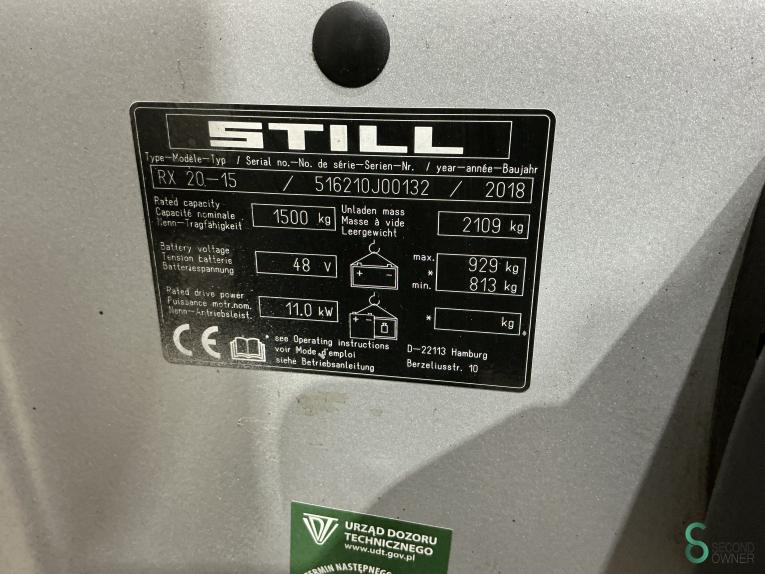 STILL
Type-Modèle-Typ / Serial no.-No. de série-Serien-Nr. / year-année-Baujahr
RX 20-15 / 516210J00132 / 2018
Rated capacity
Capacité nominale
Nenn-Tragfähigkeit
1500 kg
Unladen mass
Masse à vide
Leergewicht
2109 kg
Battery voltage
Tension batterie
Batteriespannung
48 V
+ -
max. 929 kg
*
min. 813 kg
Rated drive power
Puissance motr.nom.
Nenn-Antriebsleist.
11.0 kW
+ -
* kg
CE
* see Operating instructions
voir Mode d'emploi
siehe Betriebsanleitung
D-22113 Hamburg
Berzeliusstr. 10
URZĄD DOZORU
TECHNICZNEGO
www.udt.gov.pl
TERMIN NASTĘPNEGO
SECOND
OWNER